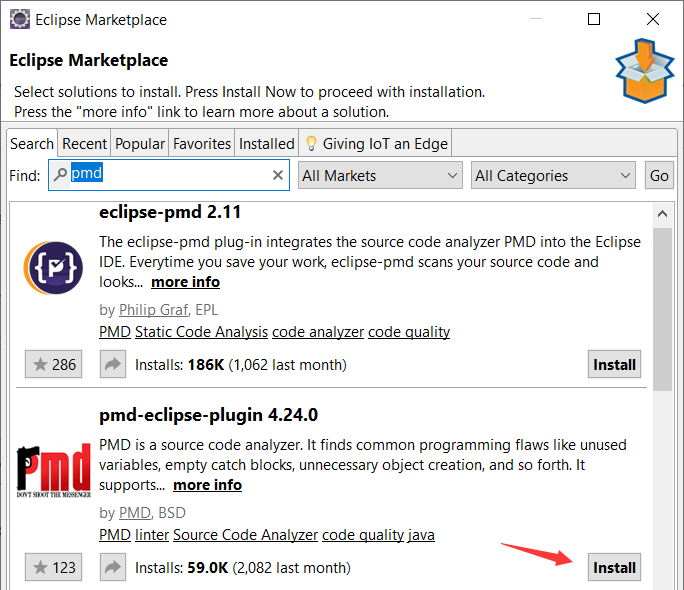 Eclipse Marketplace
Eclipse Marketplace
Select solutions to install. Press Install Now to proceed with installation.
Press the "more info" link to learn more about a solution.
Search Recent Popular Favorites Installed Giving IoT an Edge
Find: pmd All Markets All Categories Go
eclipse-pmd 2.11
The eclipse-pmd plug-in integrates the source code analyzer PMD into the Eclipse
IDE. Everytime you save your work, eclipse-pmd scans your source code and
looks... more info
by Philip Graf, EPL
PMD Static Code Analysis code analyzer code quality
286 Installs: 186K (1,062 last month) Install
pmd-eclipse-plugin 4.24.0
PMD is a source code analyzer. It finds common programming flaws like unused
variables, empty catch blocks, unnecessary object creation, and so forth. It
supports... more info
Pmd
DON'T SHOOT THE MESSENGER
by PMD, BSD
PMD linter Source Code Analyzer code quality java
123 Installs: 59.0K (2,082 last month) Install